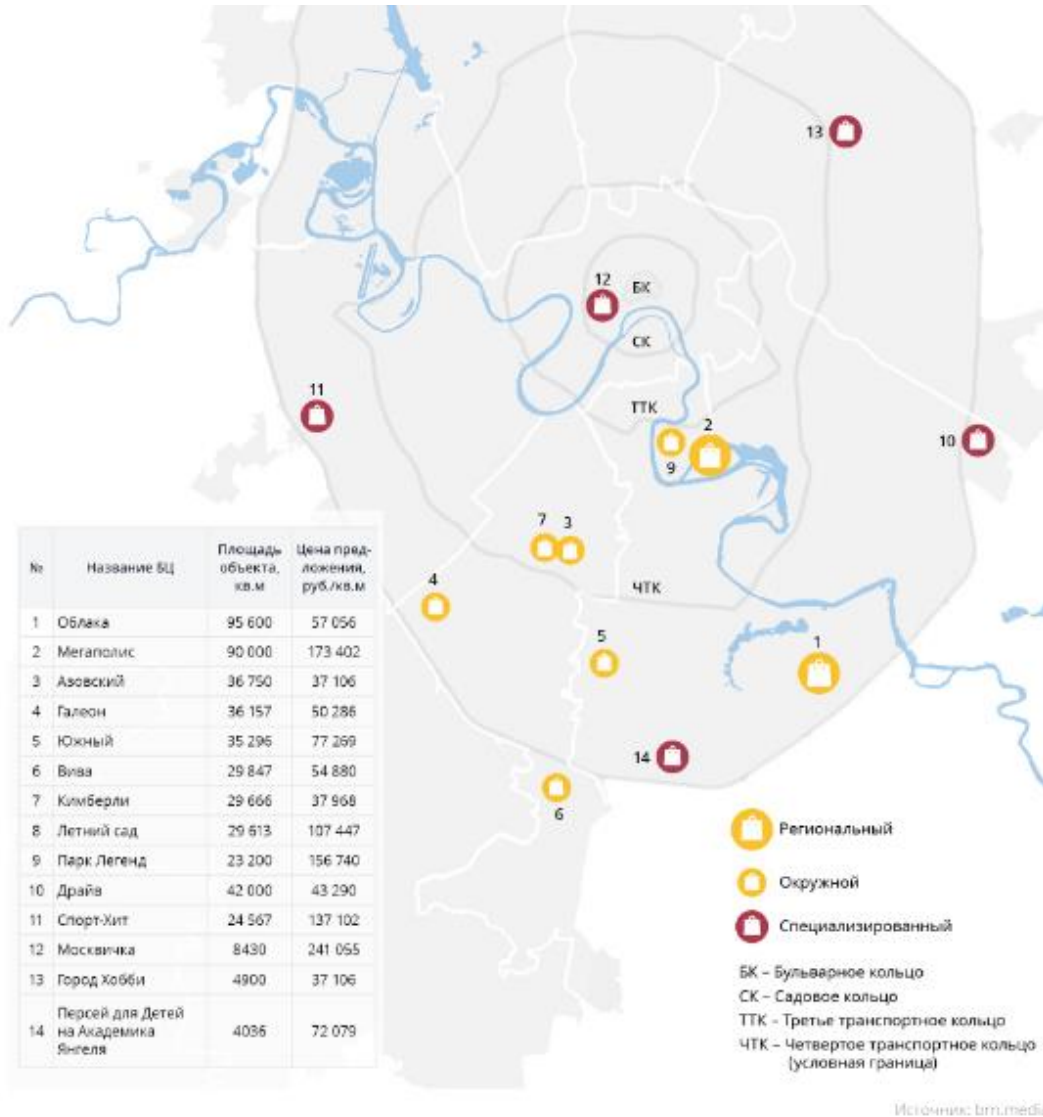 13
12
БК
СК
11
ТТК
2
10
9
7 3
ЧТК
4
5
1
14
6
№ Название БЦ Площадь объекта, кв.м Цена пред-ложения, руб./кв.м
1 Облака 95 600 57 056
2 Мегаполис 90 000 173 402
3 Азовский 36 750 37 106
4 Галеон 36 157 50 286
5 Южный 35 296 77 269
6 Вива 29 847 54 880
7 Кимберли 29 666 37 968
8 Летний сад 29 613 107 447
9 Парк Легенд 23 200 156 740
10 Драйв 42 000 43 290
11 Спорт-Хит 24 567 137 102
12 Москвичка 8430 241 055
13 Город Хобби 4900 37 106
14 Персей для Детей на Академика Янгеля 4036 72 079
Региональный
Окружной
Специализированный
БК – Бульварное кольцо
СК – Садовое кольцо
ТТК – Третье транспортное кольцо
ЧТК – Четвертое транспортное кольцо
(условная граница)
Источник: bm.media